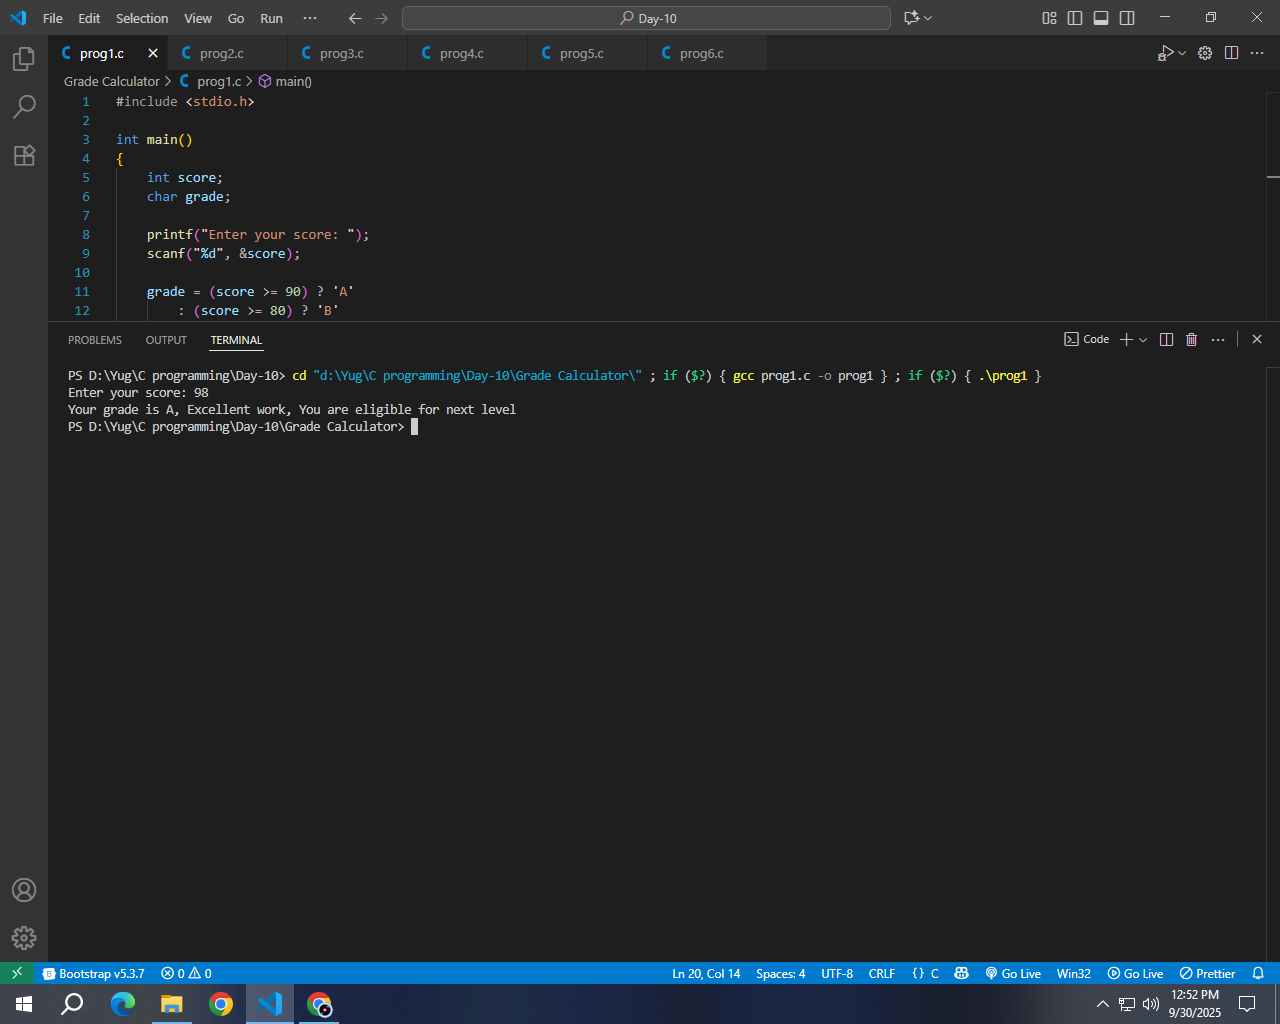 File Edit Selection View Go Run ··· Day-10
prog1.c prog2.c prog3.c prog4.c prog5.c prog6.c
Grade Calculator > prog1.c > main()
1 #include <stdio.h>
2
3 int main()
4 {
5 int score;
6 char grade;
7
8 printf("Enter your score: ");
9 scanf("%d", &score);
10
11 grade = (score >= 90) ? 'A'
12 : (score >= 80) ? 'B'
PROBLEMS OUTPUT TERMINAL Code
PS D:\Yug\C programming\Day-10> cd "d:\Yug\C programming\Day-10\Grade Calculator\" ; if ($?) { gcc prog1.c -o prog1 } ; if ($?) { .\prog1 }
Enter your score: 98
Your grade is A, Excellent work, You are eligible for next level
PS D:\Yug\C programming\Day-10\Grade Calculator>
Bootstrap v5.3.7 0 0 Ln 20, Col 14 Spaces: 4 UTF-8 CRLF {} C Go Live Win32 Go Live Prettier
12:52 PM
9/30/2025